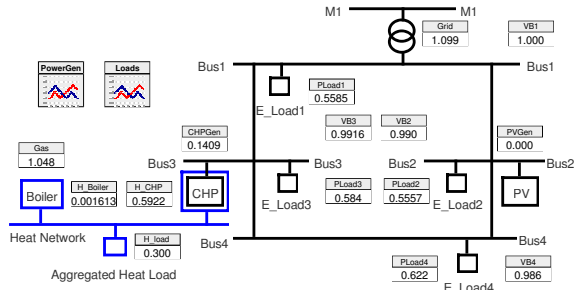 M1 M1
Grid
1.099
VB1
1.000
PowerGen
Loads
Bus1 Bus1
E_Load1
PLoad1
0.5585
VB3
0.9916
VB2
0.990
CHPGen
0.1409
PVGen
0.000
Gas
1.048
Bus3 Bus3
Bus2 Bus2
Boiler
H_Boiler
0.001613
H_CHP
0.5922
CHP
E_Load3
PLoad3
0.584
PLoad2
0.5557
E_Load2
PV
Heat Network
H_load
0.300
Bus4 Bus4
Aggregated Heat Load
PLoad4
0.622
E_Load4
VB4
0.986